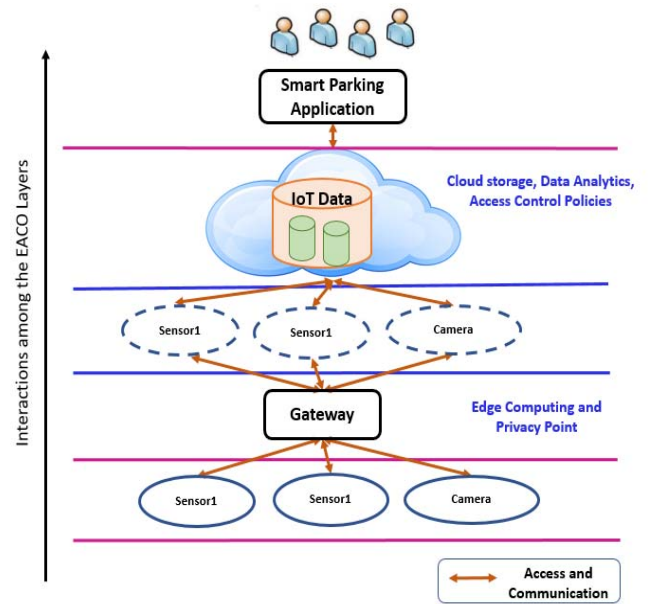 Smart Parking
Application
Interactions among the EACO Layers
IoT Data
Cloud storage, Data Analytics,
Access Control Policies
Sensor1
Sensor1
Camera
Gateway
Edge Computing and
Privacy Point
Sensor1
Sensor1
Camera
Access and
Communication